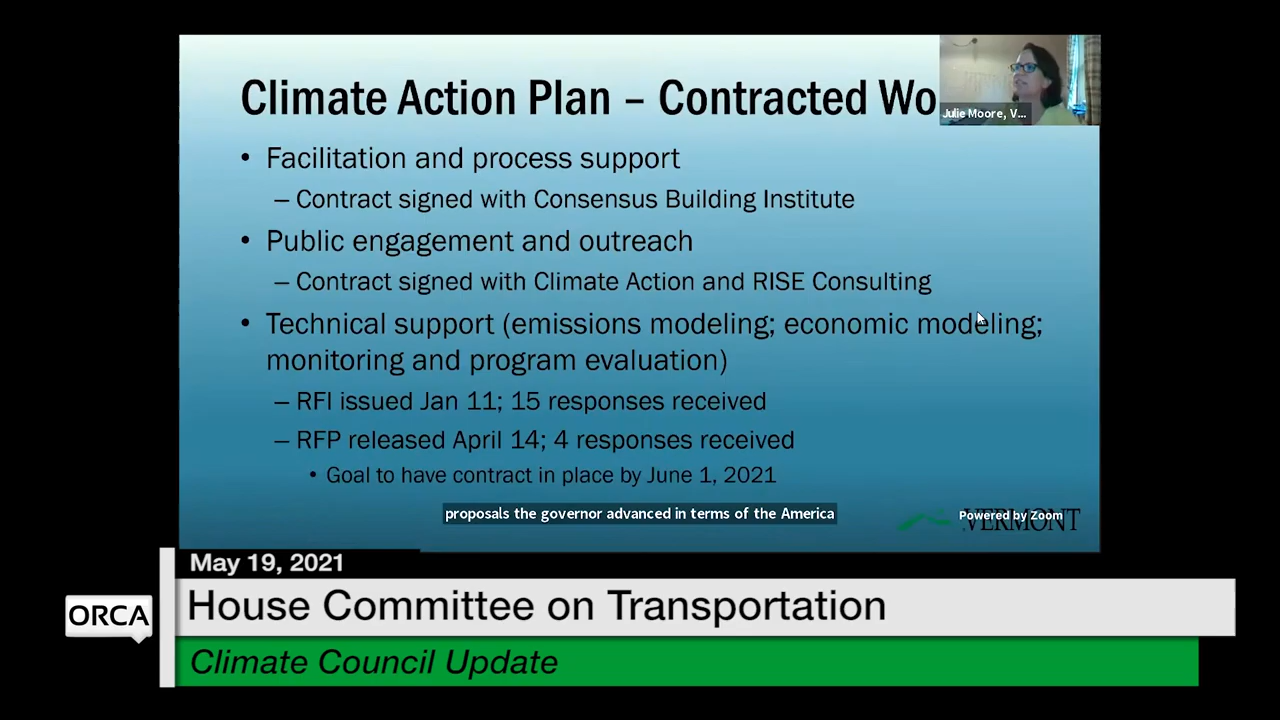 Climate Action Plan – Contracted Wo
Julie Moore, V...
• Facilitation and process support
– Contract signed with Consensus Building Institute
• Public engagement and outreach
– Contract signed with Climate Action and RISE Consulting
• Technical support (emissions modeling; economic modeling;
monitoring and program evaluation)
– RFI issued Jan 11; 15 responses received
– RFP released April 14; 4 responses received
• Goal to have contract in place by June 1, 2021
proposals the governor advanced in terms of the America
Powered by Zoom
VERMONT
May 19, 2021
House Committee on Transportation
ORCA
Climate Council Update